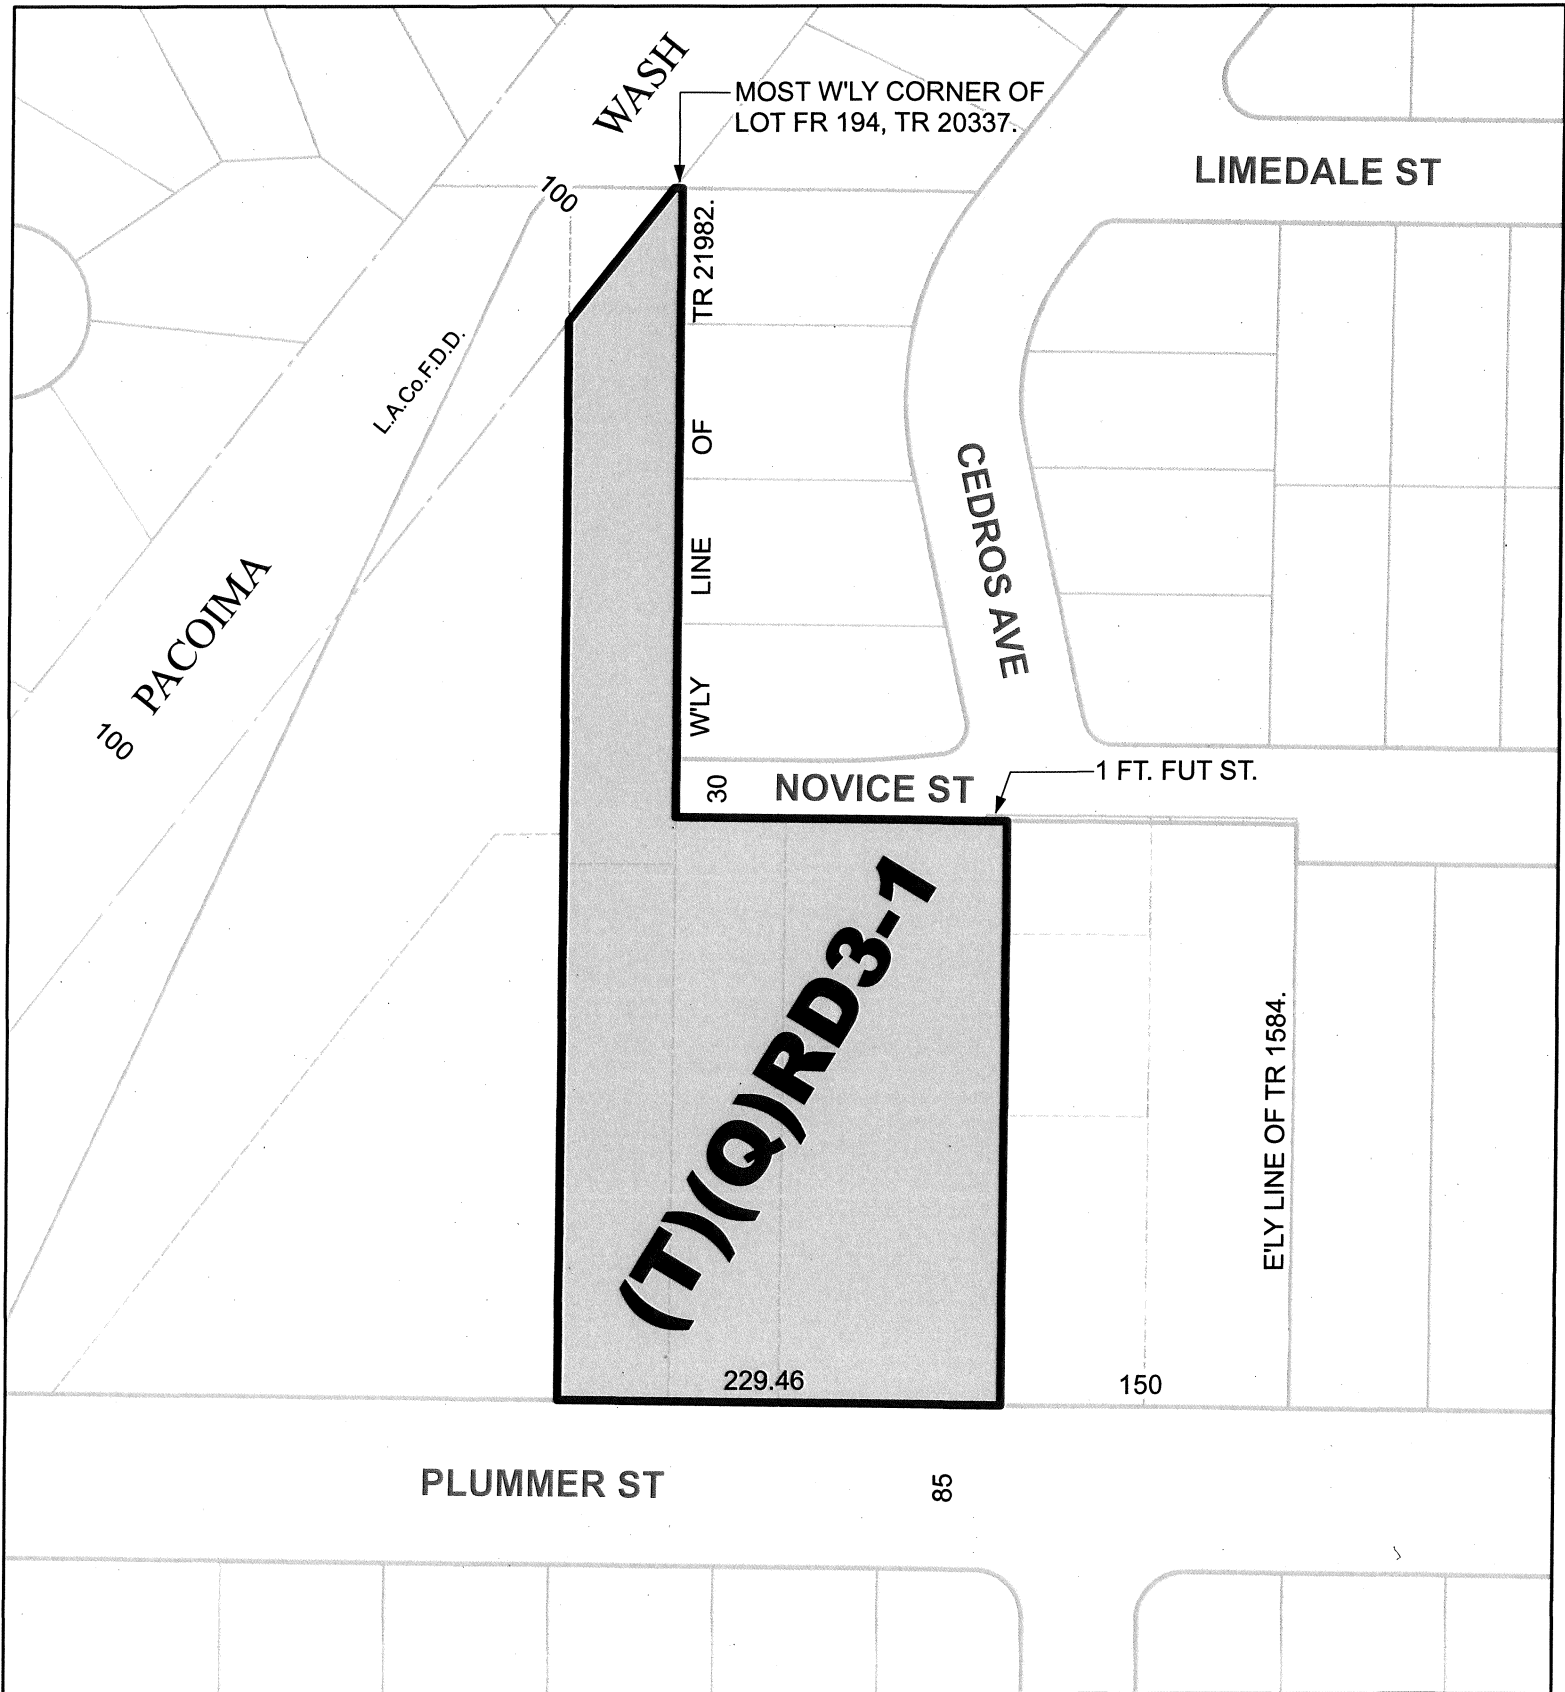 WASH
MOST W'LY CORNER OF
LOT FR 194, TR 20337.
LIMEDALE ST
100
W'LY LINE OF TR 21982.
L.A.Co.F.D.D.
CEDROS AVE
PACOIMA
100
30
NOVICE ST
1 FT. FUT ST.
(T)(Q)RD3-1
E'LY LINE OF TR 1584.
229.46
150
PLUMMER ST
85